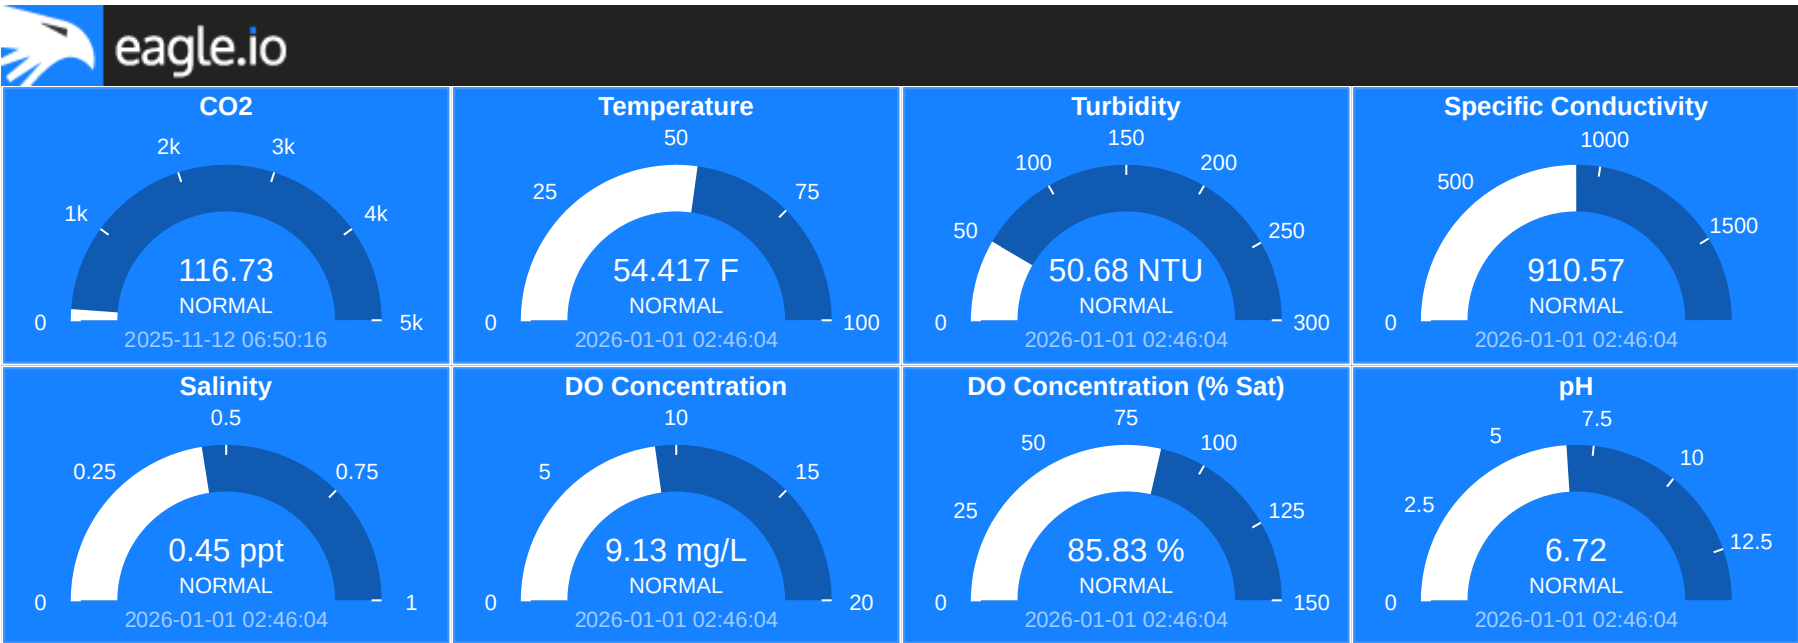 eagle.io
CO2
0
1k
2k
3k
4k
5k
116.73
NORMAL
2025-11-12 06:50:16
Temperature
0
25
50
75
100
54.417 F
NORMAL
2026-01-01 02:46:04
Turbidity
0
50
100
150
200
250
300
50.68 NTU
NORMAL
2026-01-01 02:46:04
Specific Conductivity
0
500
1000
1500
910.57
NORMAL
2026-01-01 02:46:04
Salinity
0
0.25
0.5
0.75
1
0.45 ppt
NORMAL
2026-01-01 02:46:04
DO Concentration
0
5
10
15
20
9.13 mg/L
NORMAL
2026-01-01 02:46:04
DO Concentration (% Sat)
0
25
50
75
100
125
150
85.83 %
NORMAL
2026-01-01 02:46:04
pH
0
2.5
5
7.5
10
12.5
6.72
NORMAL
2026-01-01 02:46:04